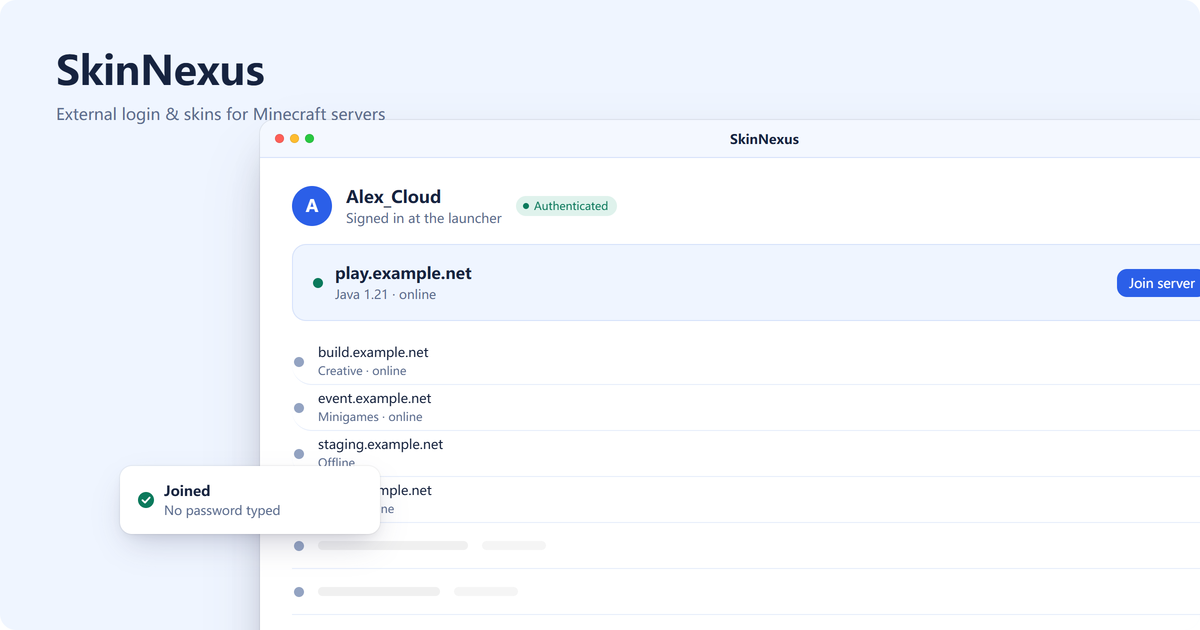 SkinNexus
External login & skins for Minecraft servers
SkinNexus
A
Alex_Cloud
Signed in at the launcher
Authenticated
play.example.net
Java 1.21 · online
Join server
build.example.net
Creative · online
event.example.net
Minigames · online
staging.example.net
Offline
Joined
No password typed